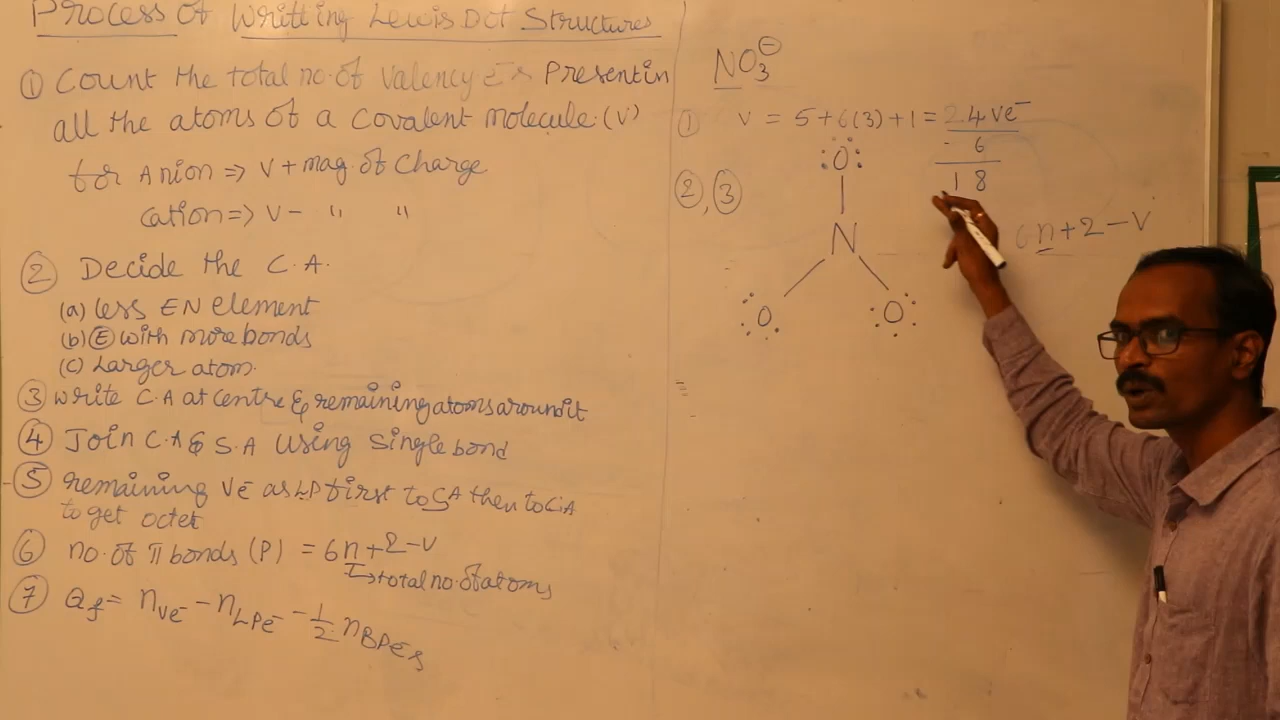 Process of Writting Lewis Dot Structures
① Count the total no. of Valency e⁻s Present in
all the atoms of a Covalent molecule. (V)
for Anion ⇒ V + mag. of Charge
Cation ⇒ V - " "
② Decide the C.A.
(a) less EN element
(b) Ⓔ with more bonds
(c) Larger atom.
③ Write C.A at centre & remaining atoms around it
④ Join C.A & S.A Using Single bond
⑤ remaining Ve⁻ as LP first to SA then to C.A
to get octet
⑥ no. of π bonds (P) = 6n+2-V
↳ total no. of atoms
⑦ Qf = nVe⁻ - nLPe⁻ - 1/2 nBPe⁻s
NO₃⊖
① V = 5+6(3)+1 = 24 Ve⁻
- 6
18
②,③
:Ö:
N
6n+2-V
O
O